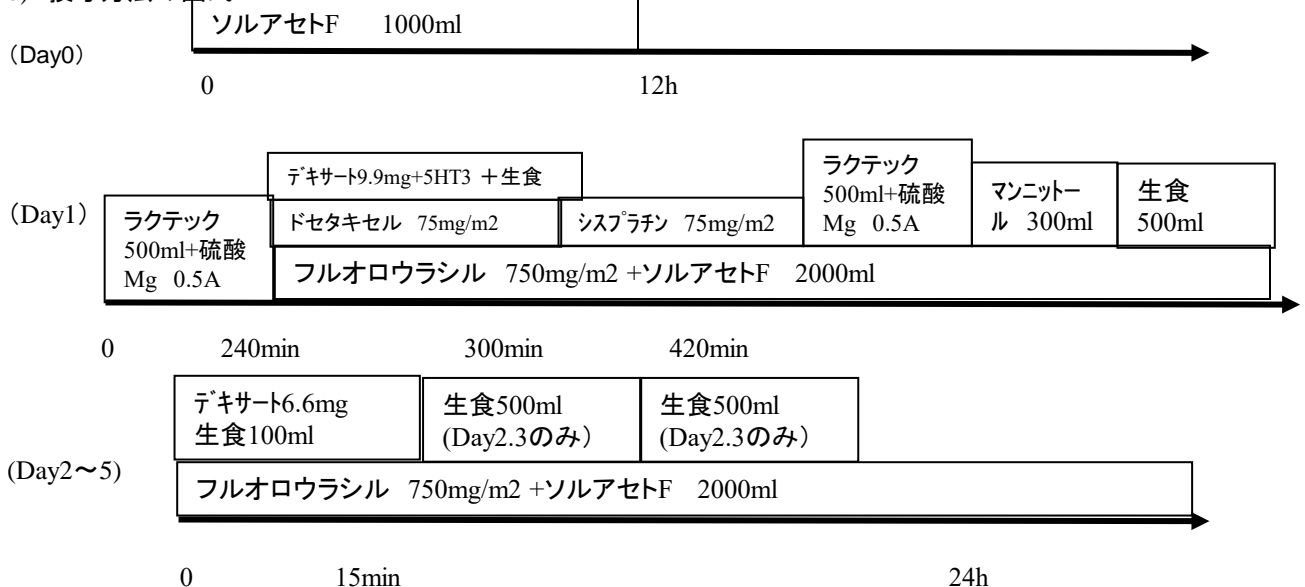 ソルアセトF 1000ml
(Day0)
0 12h
デキサート9.9mg+5HT3 +生食
ラクテック
500ml+硫酸
Mg 0.5A
マンニットー
ル 300ml
生食
500ml
(Day1)
ラクテック
500ml+硫酸
Mg 0.5A
ドセタキセル 75mg/m2
シスプラチン 75mg/m2
フルオロウラシル 750mg/m2 +ソルアセトF 2000ml
0 240min 300min 420min
デキサート6.6mg
生食100ml
生食500ml
(Day2.3のみ)
生食500ml
(Day2.3のみ)
(Day2~5)
フルオロウラシル 750mg/m2 +ソルアセトF 2000ml
0 15min 24h